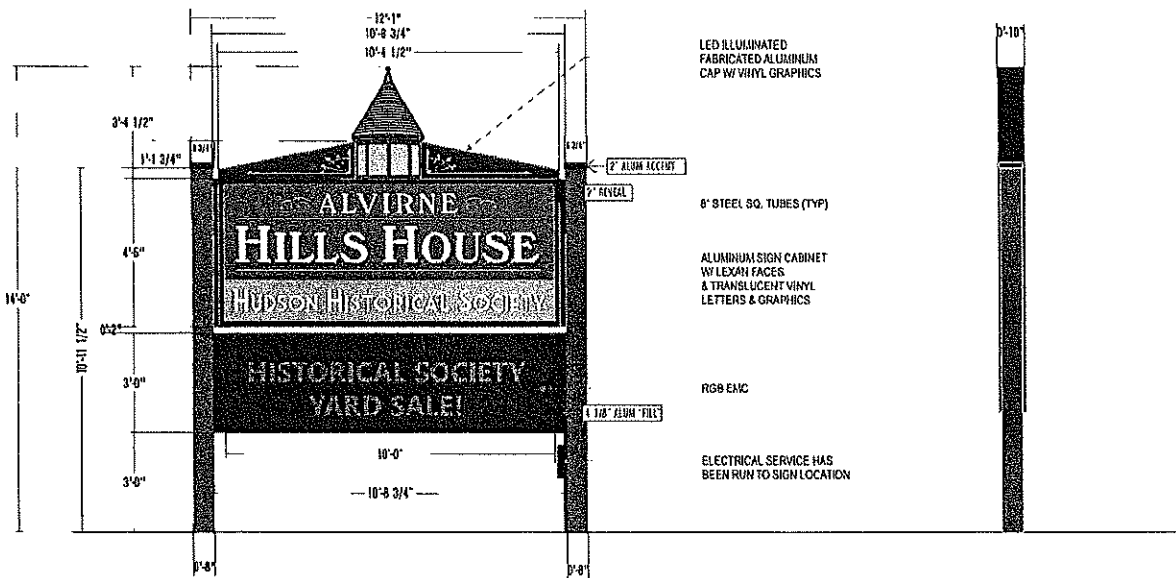 12'-1"
10'-8 3/4"
10'-4 1/2"
0'-10"
LED ILLUMINATED
FABRICATED ALUMINUM
CAP W/ VINYL GRAPHICS
3'-4 1/2"
1'-1 3/4"
2" ALUM ACCENT
2" REVEAL
8" STEEL SQ. TUBES (TYP)
ALVIRNE
HILLS HOUSE
HUDSON HISTORICAL SOCIETY
4'-6"
ALUMINUM SIGN CABINET
W/ LEXAN FACES
& TRANSLUCENT VINYL
LETTERS & GRAPHICS
14'-0"
0'-2"
10'-11 1/2"
HISTORICAL SOCIETY
YARD SALE!
3'-0"
RGB EMC
4 1/8" ALUM "FILL"
10'-0"
ELECTRICAL SERVICE HAS
BEEN RUN TO SIGN LOCATION
3'-0"
10'-8 3/4"
0'-8"
0'-8"